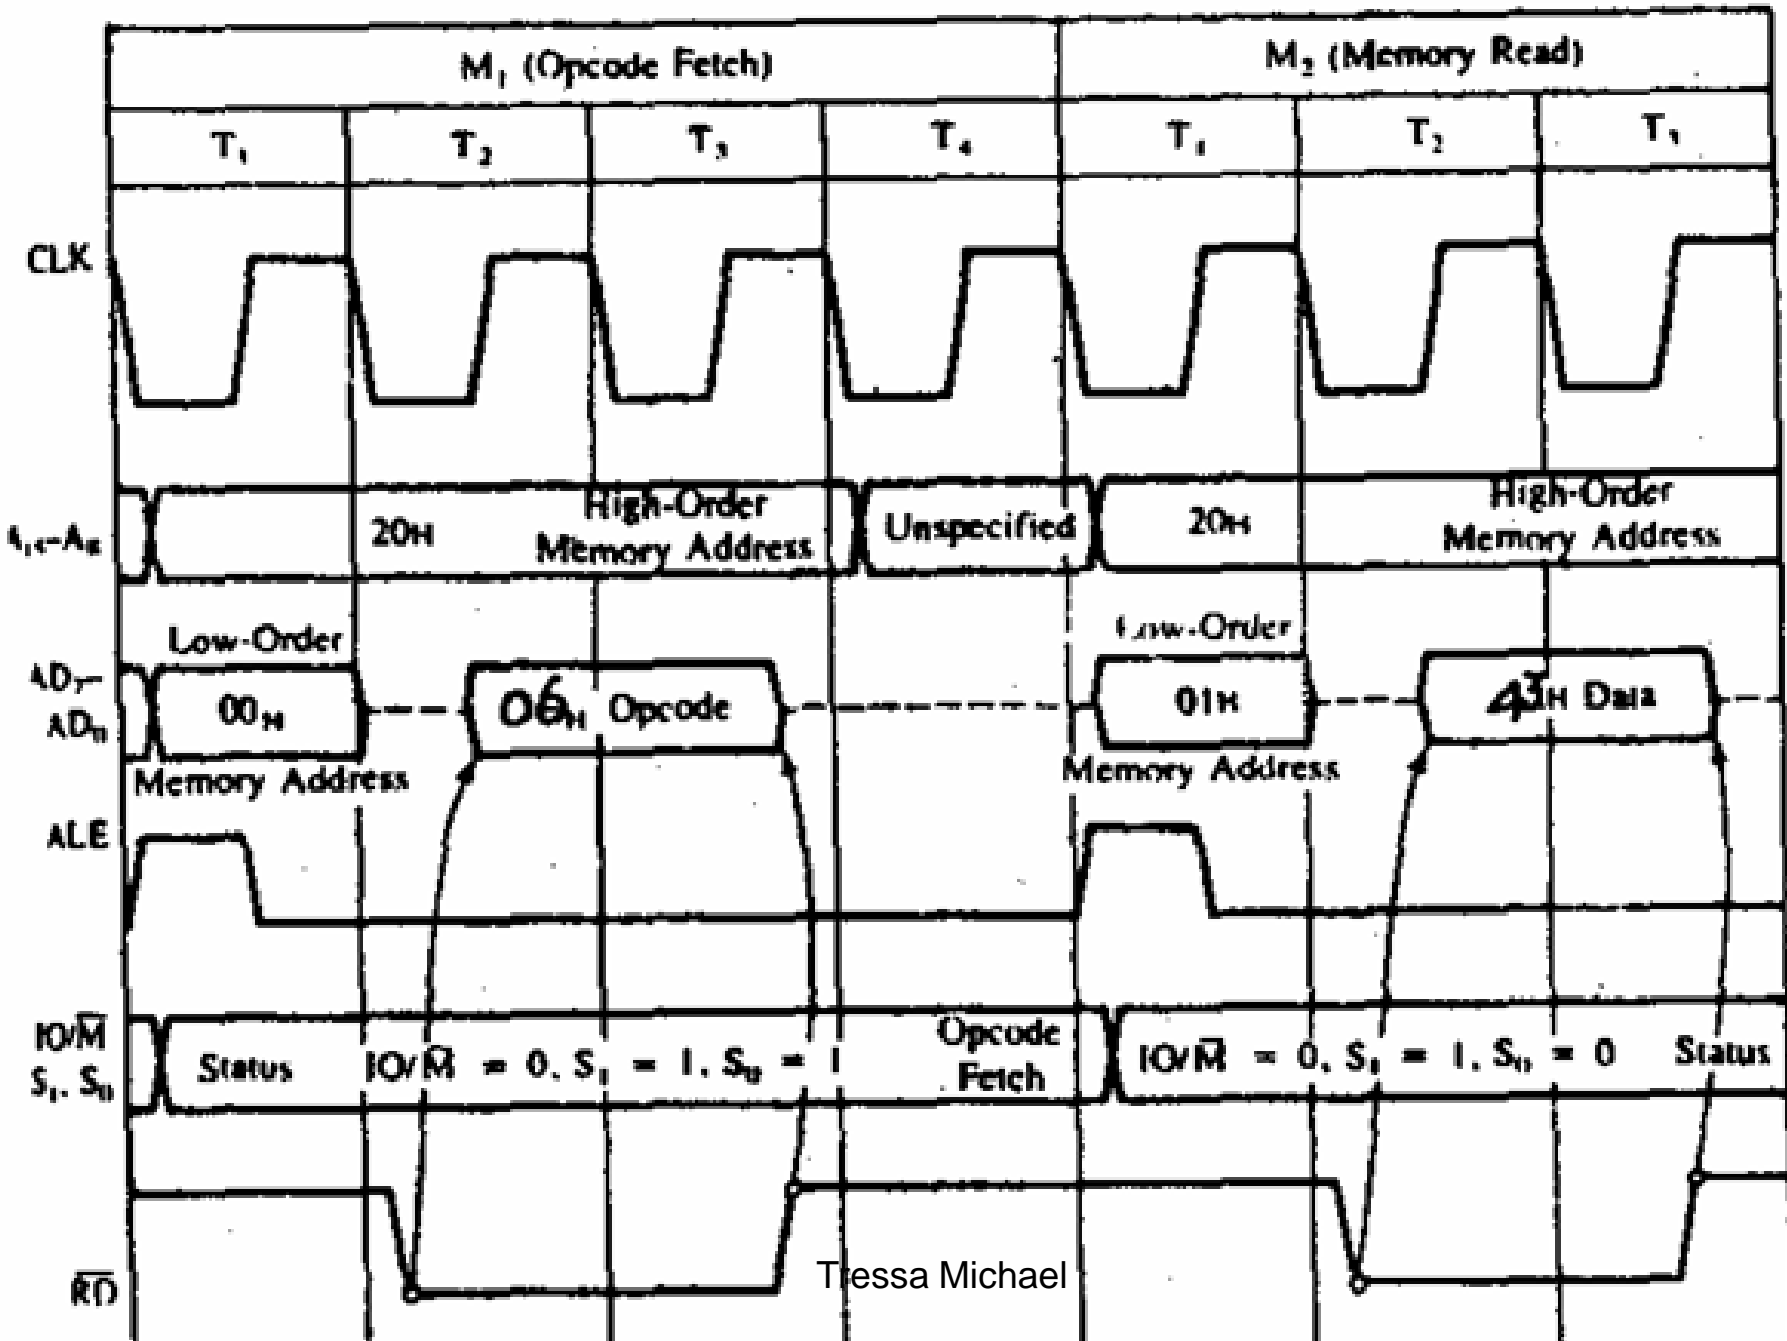 M₁ (Opcode Fetch)
M₂ (Memory Read)
T₁ T₂ T₃ T₄ T₁ T₂ T₃
CLK
20H
High-Order
Memory Address
Unspecified
20H
High-Order
Memory Address
Low-Order
00H
Memory Address
06H Opcode
Low-Order
01H
Memory Address
43H Data
ALE
IO/M̅
S₁, S₀
Status IO/M̅ = 0, S₁ = 1, S₀ = 1
Opcode
Fetch
IO/M̅ = 0, S₁ = 1, S₀ = 0 Status
R̅D̅
Tressa Michael